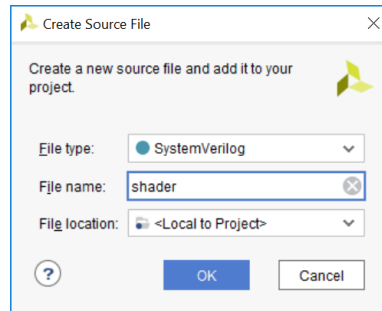 Create Source File
Create a new source file and add it to your
project.
File type: SystemVerilog
File name: shader
File location: <Local to Project>
? OK Cancel